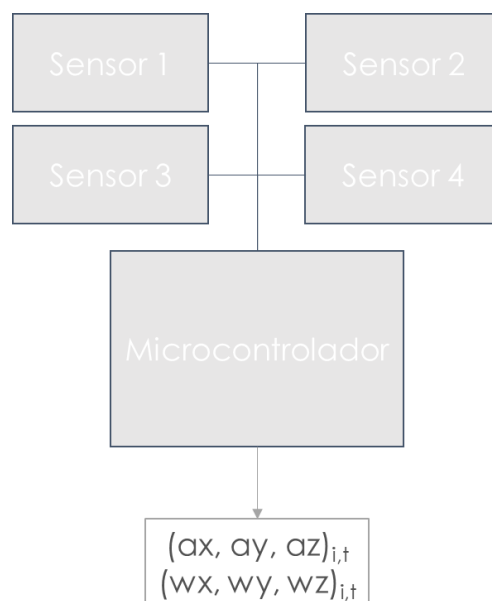 Sensor 1
Sensor 2
Sensor 3
Sensor 4
Microcontrolador
(ax, ay, az)i,t
(wx, wy, wz)i,t